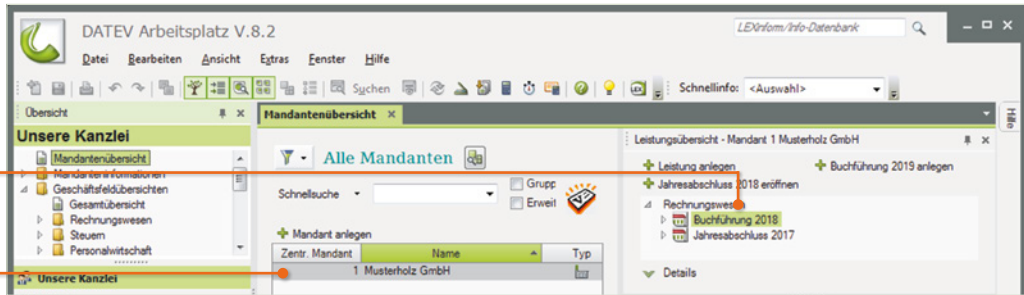 DATEV Arbeitsplatz V.8.2
LEXinform/Info-Datenbank
Datei Bearbeiten Ansicht Extras Fenster Hilfe
Suchen Schnellinfo: <Auswahl>
Übersicht
Unsere Kanzlei
Mandantenübersicht
Mandanteninformationen
Geschäftsfeldübersichten
Gesamtübersicht
Rechnungswesen
Steuern
Personalwirtschaft
Unsere Kanzlei
Mandantenübersicht
Alle Mandanten
Schnellsuche
Grupp
Erweit
Mandant anlegen
Zentr. Mandant Name Typ
1 Musterholz GmbH
Leistungsübersicht - Mandant 1 Musterholz GmbH
Leistung anlegen Buchführung 2019 anlegen
Jahresabschluss 2018 eröffnen
Rechnungswesen
Buchführung 2018
Jahresabschluss 2017
Details
Hilfe